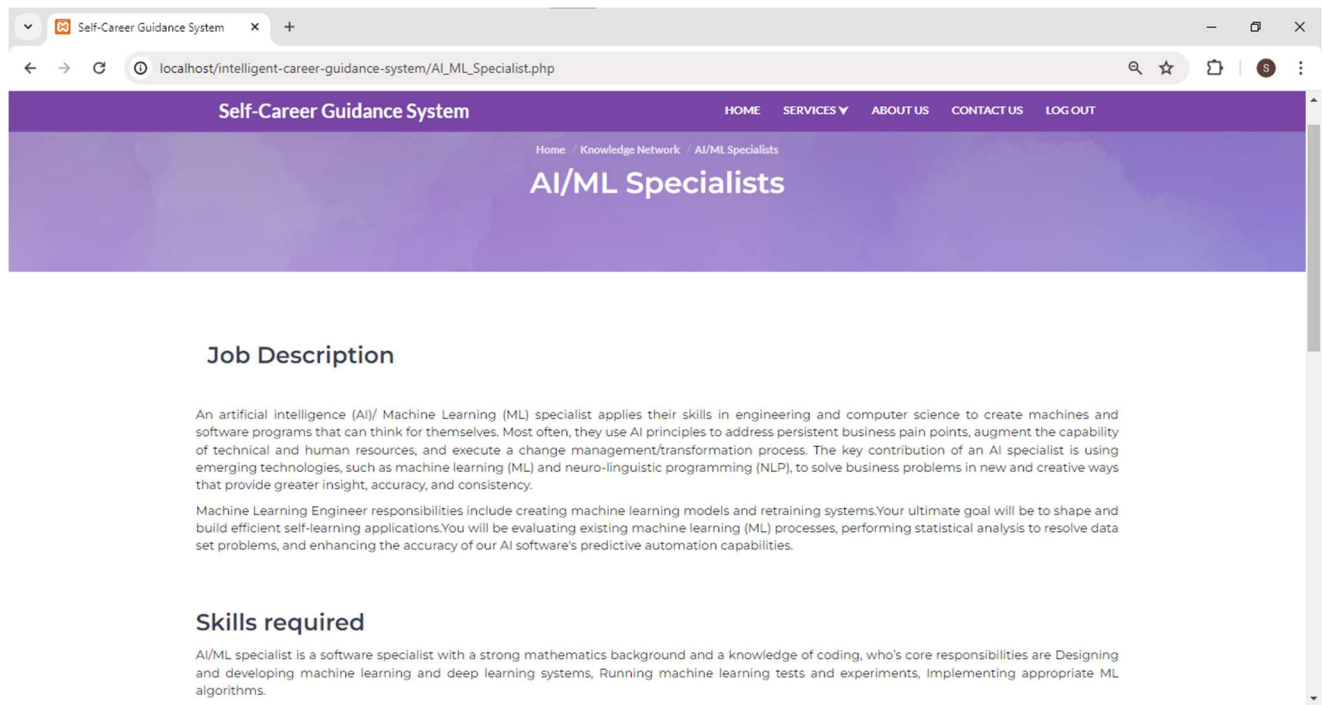 Self-Career Guidance System
localhost/intelligent-career-guidance-system/AI_ML_Specialist.php
S
Self-Career Guidance System
HOME SERVICES ABOUT US CONTACT US LOG OUT
Home / Knowledge Network / AI/ML Specialists
AI/ML Specialists
Job Description
An artificial intelligence (AI)/ Machine Learning (ML) specialist applies their skills in engineering and computer science to create machines and
software programs that can think for themselves. Most often, they use AI principles to address persistent business pain points, augment the capability
of technical and human resources, and execute a change management/transformation process. The key contribution of an AI specialist is using
emerging technologies, such as machine learning (ML) and neuro-linguistic programming (NLP), to solve business problems in new and creative ways
that provide greater insight, accuracy, and consistency.
Machine Learning Engineer responsibilities include creating machine learning models and retraining systems.Your ultimate goal will be to shape and
build efficient self-learning applications.You will be evaluating existing machine learning (ML) processes, performing statistical analysis to resolve data
set problems, and enhancing the accuracy of our AI software's predictive automation capabilities.
Skills required
AI/ML specialist is a software specialist with a strong mathematics background and a knowledge of coding, who's core responsibilities are Designing
and developing machine learning and deep learning systems, Running machine learning tests and experiments, Implementing appropriate ML
algorithms.